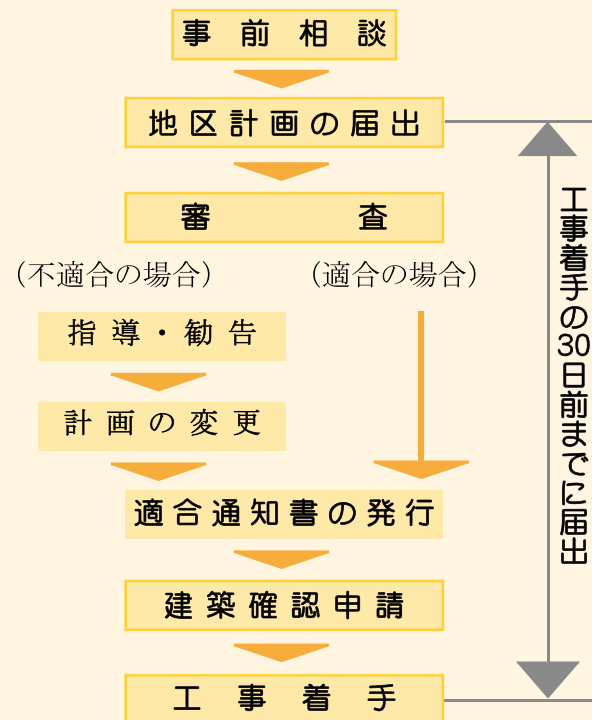 事前相談
地区計画の届出
審査
（不適合の場合）
（適合の場合）
指導・勧告
計画の変更
適合通知書の発行
建築確認申請
工事着手
工事着手の30日前までに届出